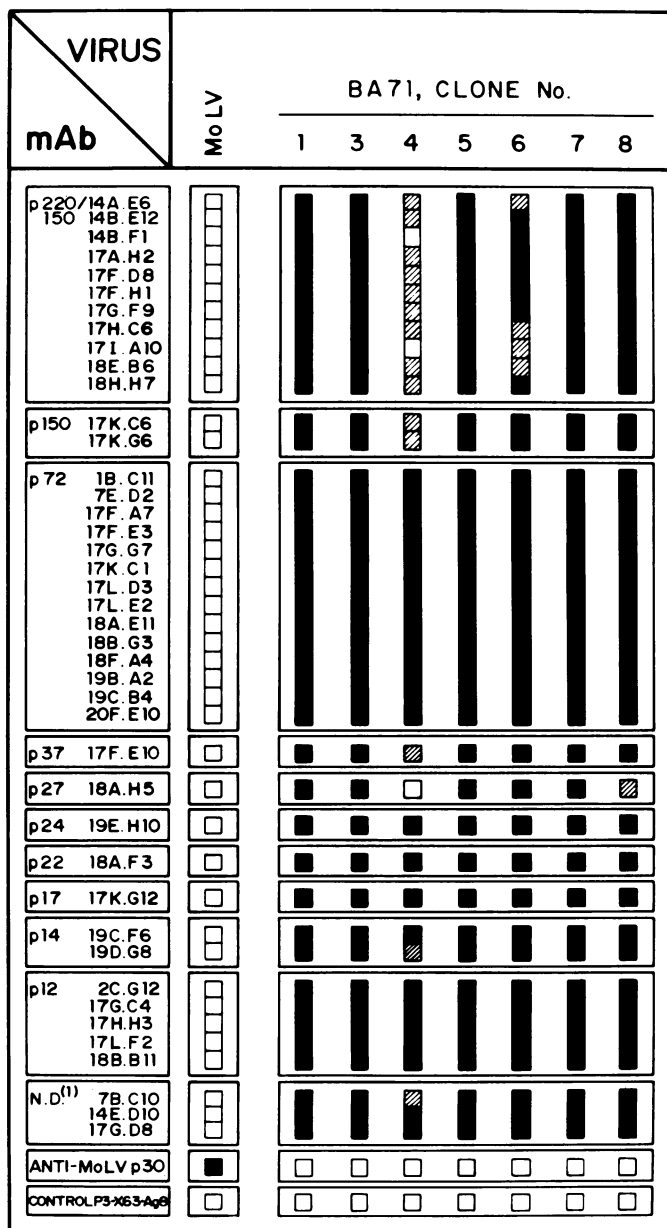 VIRUS
mAb
MoLV
BA71, CLONE No.
1 3 4 5 6 7 8
p220/14A.E6
150 14B.E12
14B.F1
17A.H2
17F.D8
17F.H1
17G.F9
17H.C6
17I.A10
18E.B6
18H.H7
p150 17K.C6
17K.G6
p72 1B.C11
7E.D2
17F.A7
17F.E3
17G.G7
17K.C1
17L.D3
17L.E2
18A.E11
18B.G3
18F.A4
19B.A2
19C.B4
20F.E10
p37 17F.E10
p27 18A.H5
p24 19E.H10
p22 18A.F3
p17 17K.G12
p14 19C.F6
19D.G8
p12 2C.G12
17G.C4
17H.H3
17L.F2
18B.B11
N.D.(1) 7B.C10
14E.D10
17G.D8
ANTI-MoLV p30
CONTROL P3-X63-Ag8